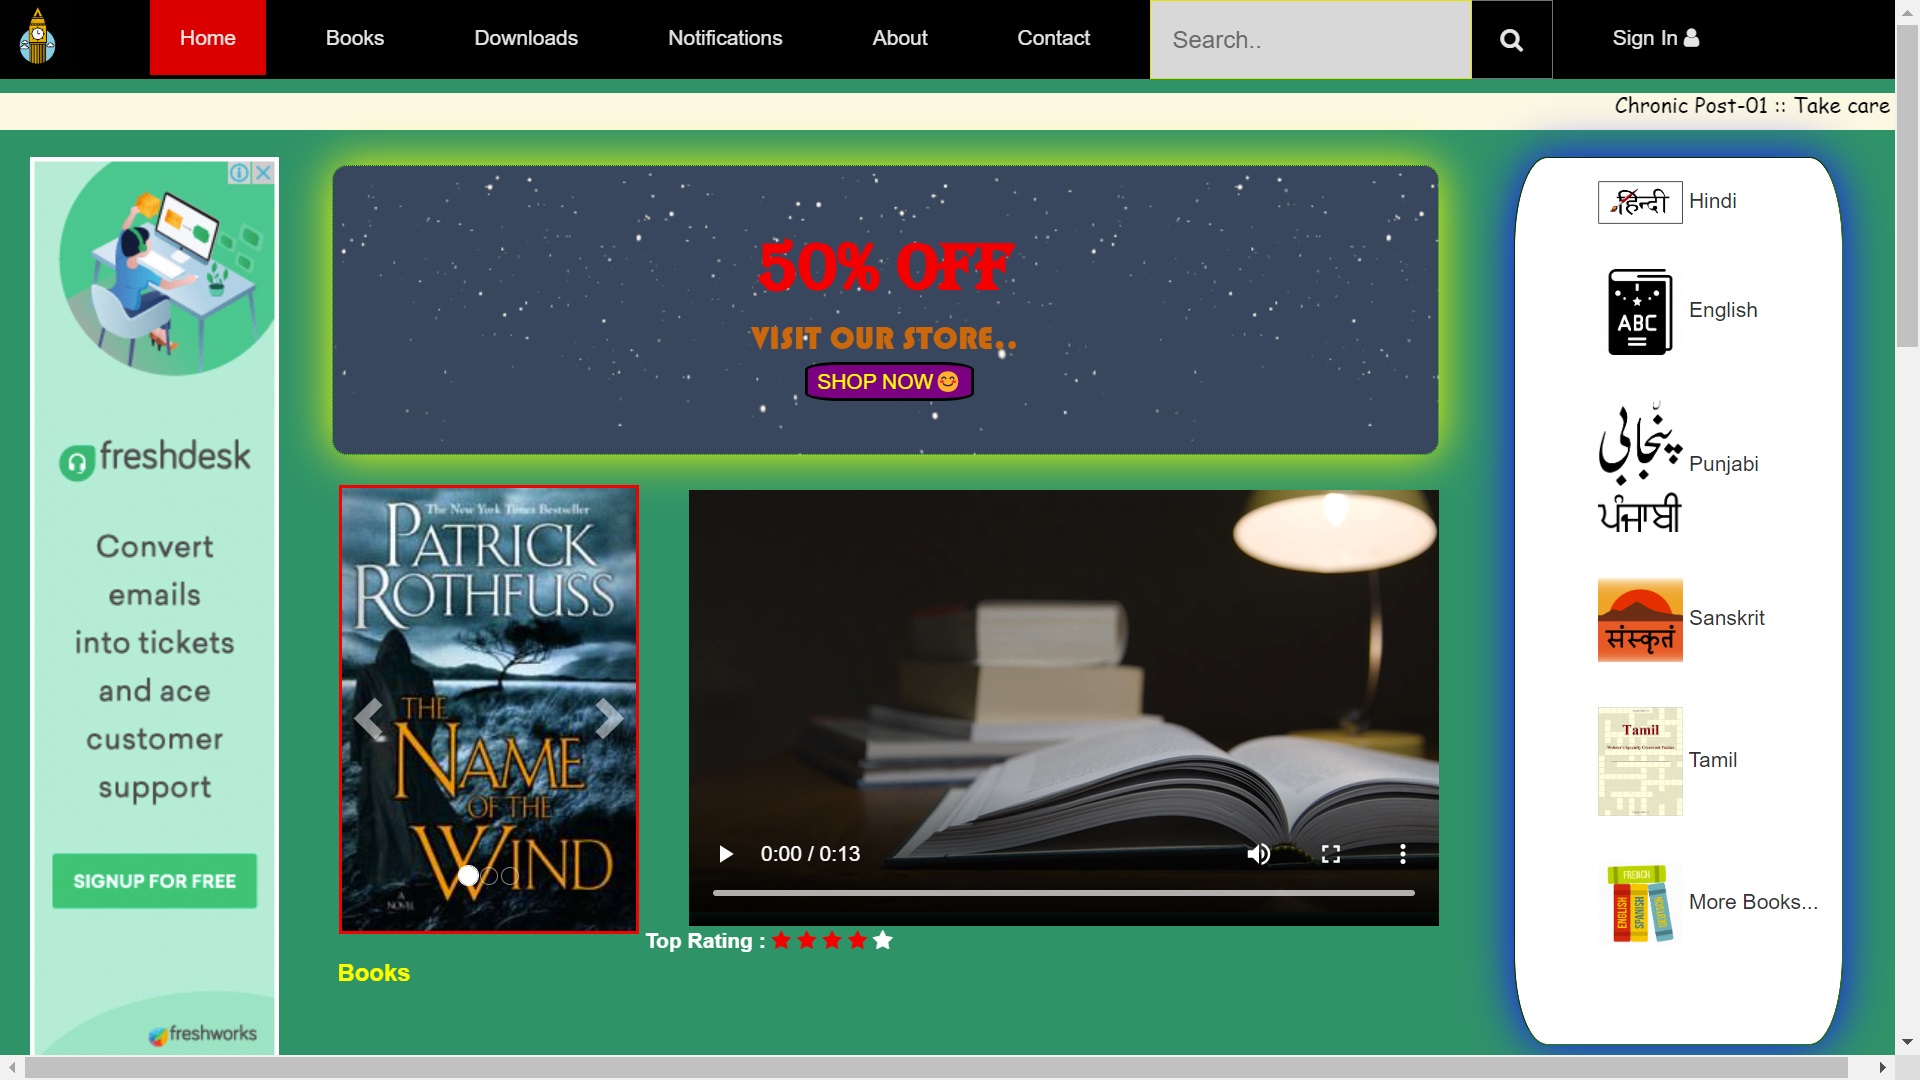 Home Books Downloads Notifications About Contact Search.. Sign In
Chronic Post-01 :: Take care
freshdesk
Convert
emails
into tickets
and ace
customer
support
SIGNUP FOR FREE
freshworks
50% OFF
VISIT OUR STORE..
SHOP NOW😊
The New York Times Bestseller
PATRICK
ROTHFUSS
THE
NAME
OF THE
WIND
A
NOVEL
0:00 / 0:13
Top Rating :
Books
हिन्दी Hindi
ABC English
پنجابی
ਪੰਜਾਬੀ
Punjabi
संस्कृतं Sanskrit
Tamil
Tamil
FRENCH
ENGLISH
SPANISH
DEUTSCH
More Books...